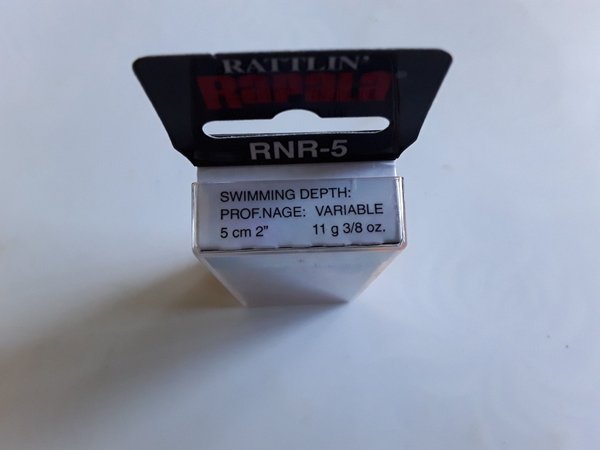 RATTLIN'
Rapala®
RNR-5
SWIMMING DEPTH:
PROF.NAGE: VARIABLE
5 cm 2" 11 g 3/8 oz.